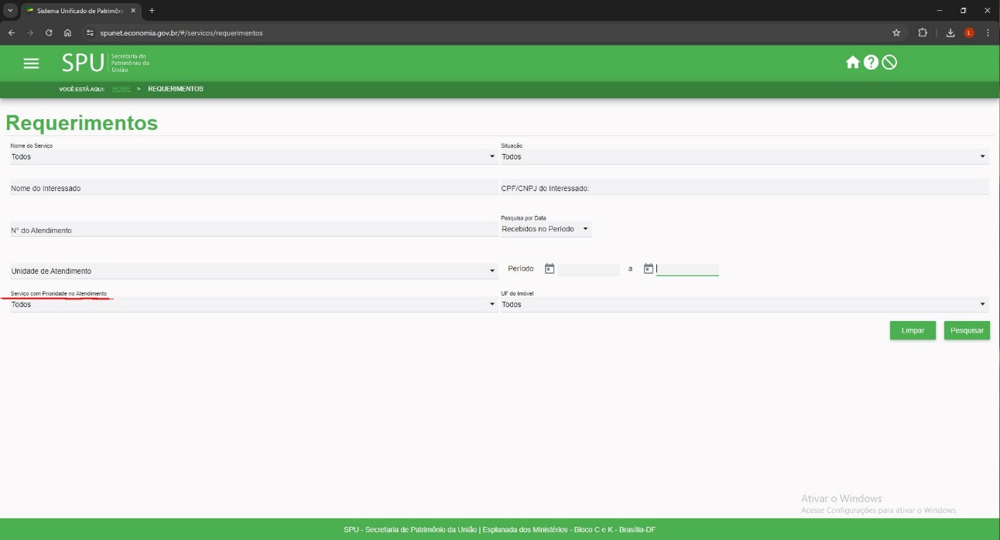 Sistema Unificado de Patrimôni
spunet.economia.gov.br/#/servicos/requerimentos
L
SPU
Secretaria do
Patrimônio da
União
VOCÊ ESTÁ AQUI: HOME > REQUERIMENTOS
Requerimentos
Nome do Serviço
Todos
Situação
Todos
Nome do Interessado
CPF/CNPJ do Interessado:
N° do Atendimento
Pesquisa por Data
Recebidos no Período
Unidade de Atendimento
Período a
Serviço com Prioridade no Atendimento
Todos
UF do Imóvel
Todos
Limpar
Pesquisar
Ativar o Windows
Acesse Configurações para ativar o Windows.
SPU - Secretaria de Patrimônio da União | Esplanada dos Ministérios - Bloco C e K - Brasília-DF